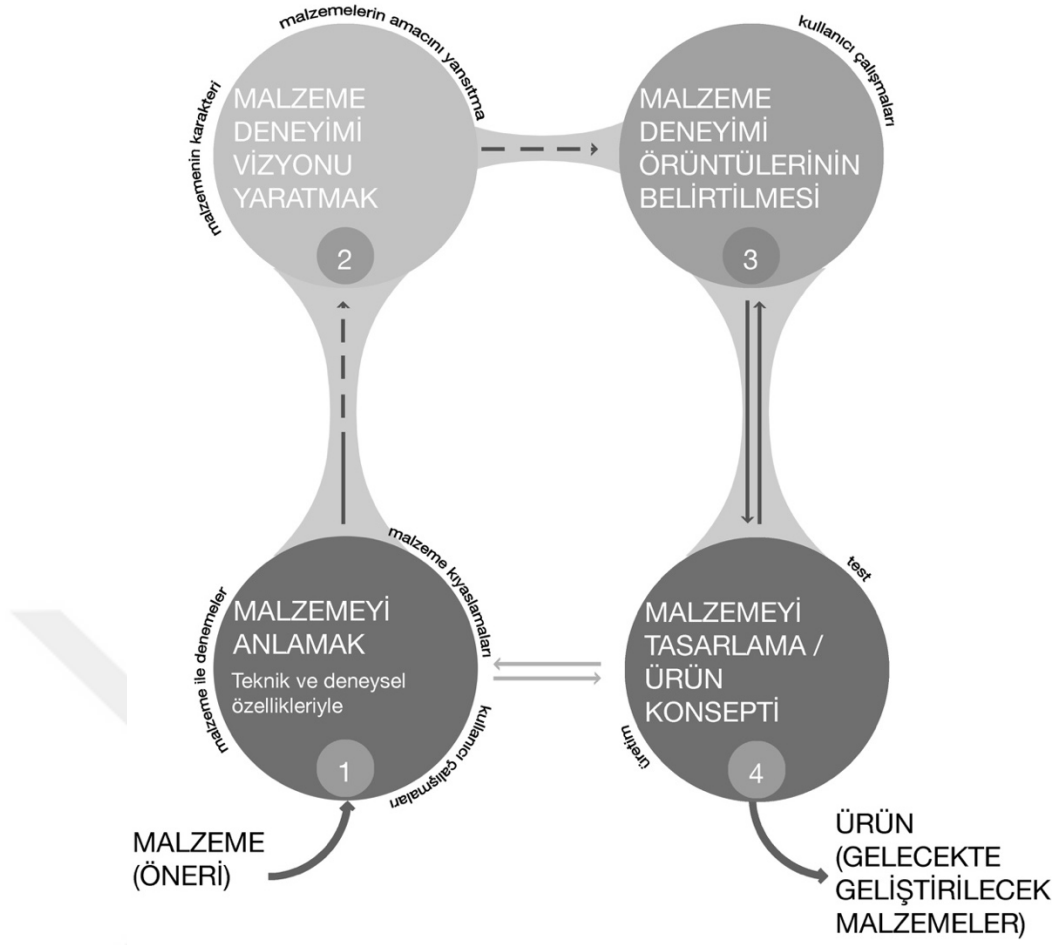 malzemelerin amacını yansıtma
malzemenin karakteri
MALZEME
DENEYİMİ
VİZYONU
YARATMAK
2
kullanıcı çalışmaları
MALZEME
DENEYİMİ
ÖRÜNTÜLERİNİN
BELİRTİLMESİ
3
malzeme ile denemeler
malzeme kıyaslamaları
kullanıcı çalışmaları
MALZEMEYİ
ANLAMAK
Teknik ve deneysel
özellikleriyle
1
test
MALZEMEYİ
TASARLAMA /
ÜRÜN
KONSEPTİ
üretim
4
MALZEME
(ÖNERİ)
ÜRÜN
(GELECEKTE
GELİŞTİRİLECEK
MALZEMELER)